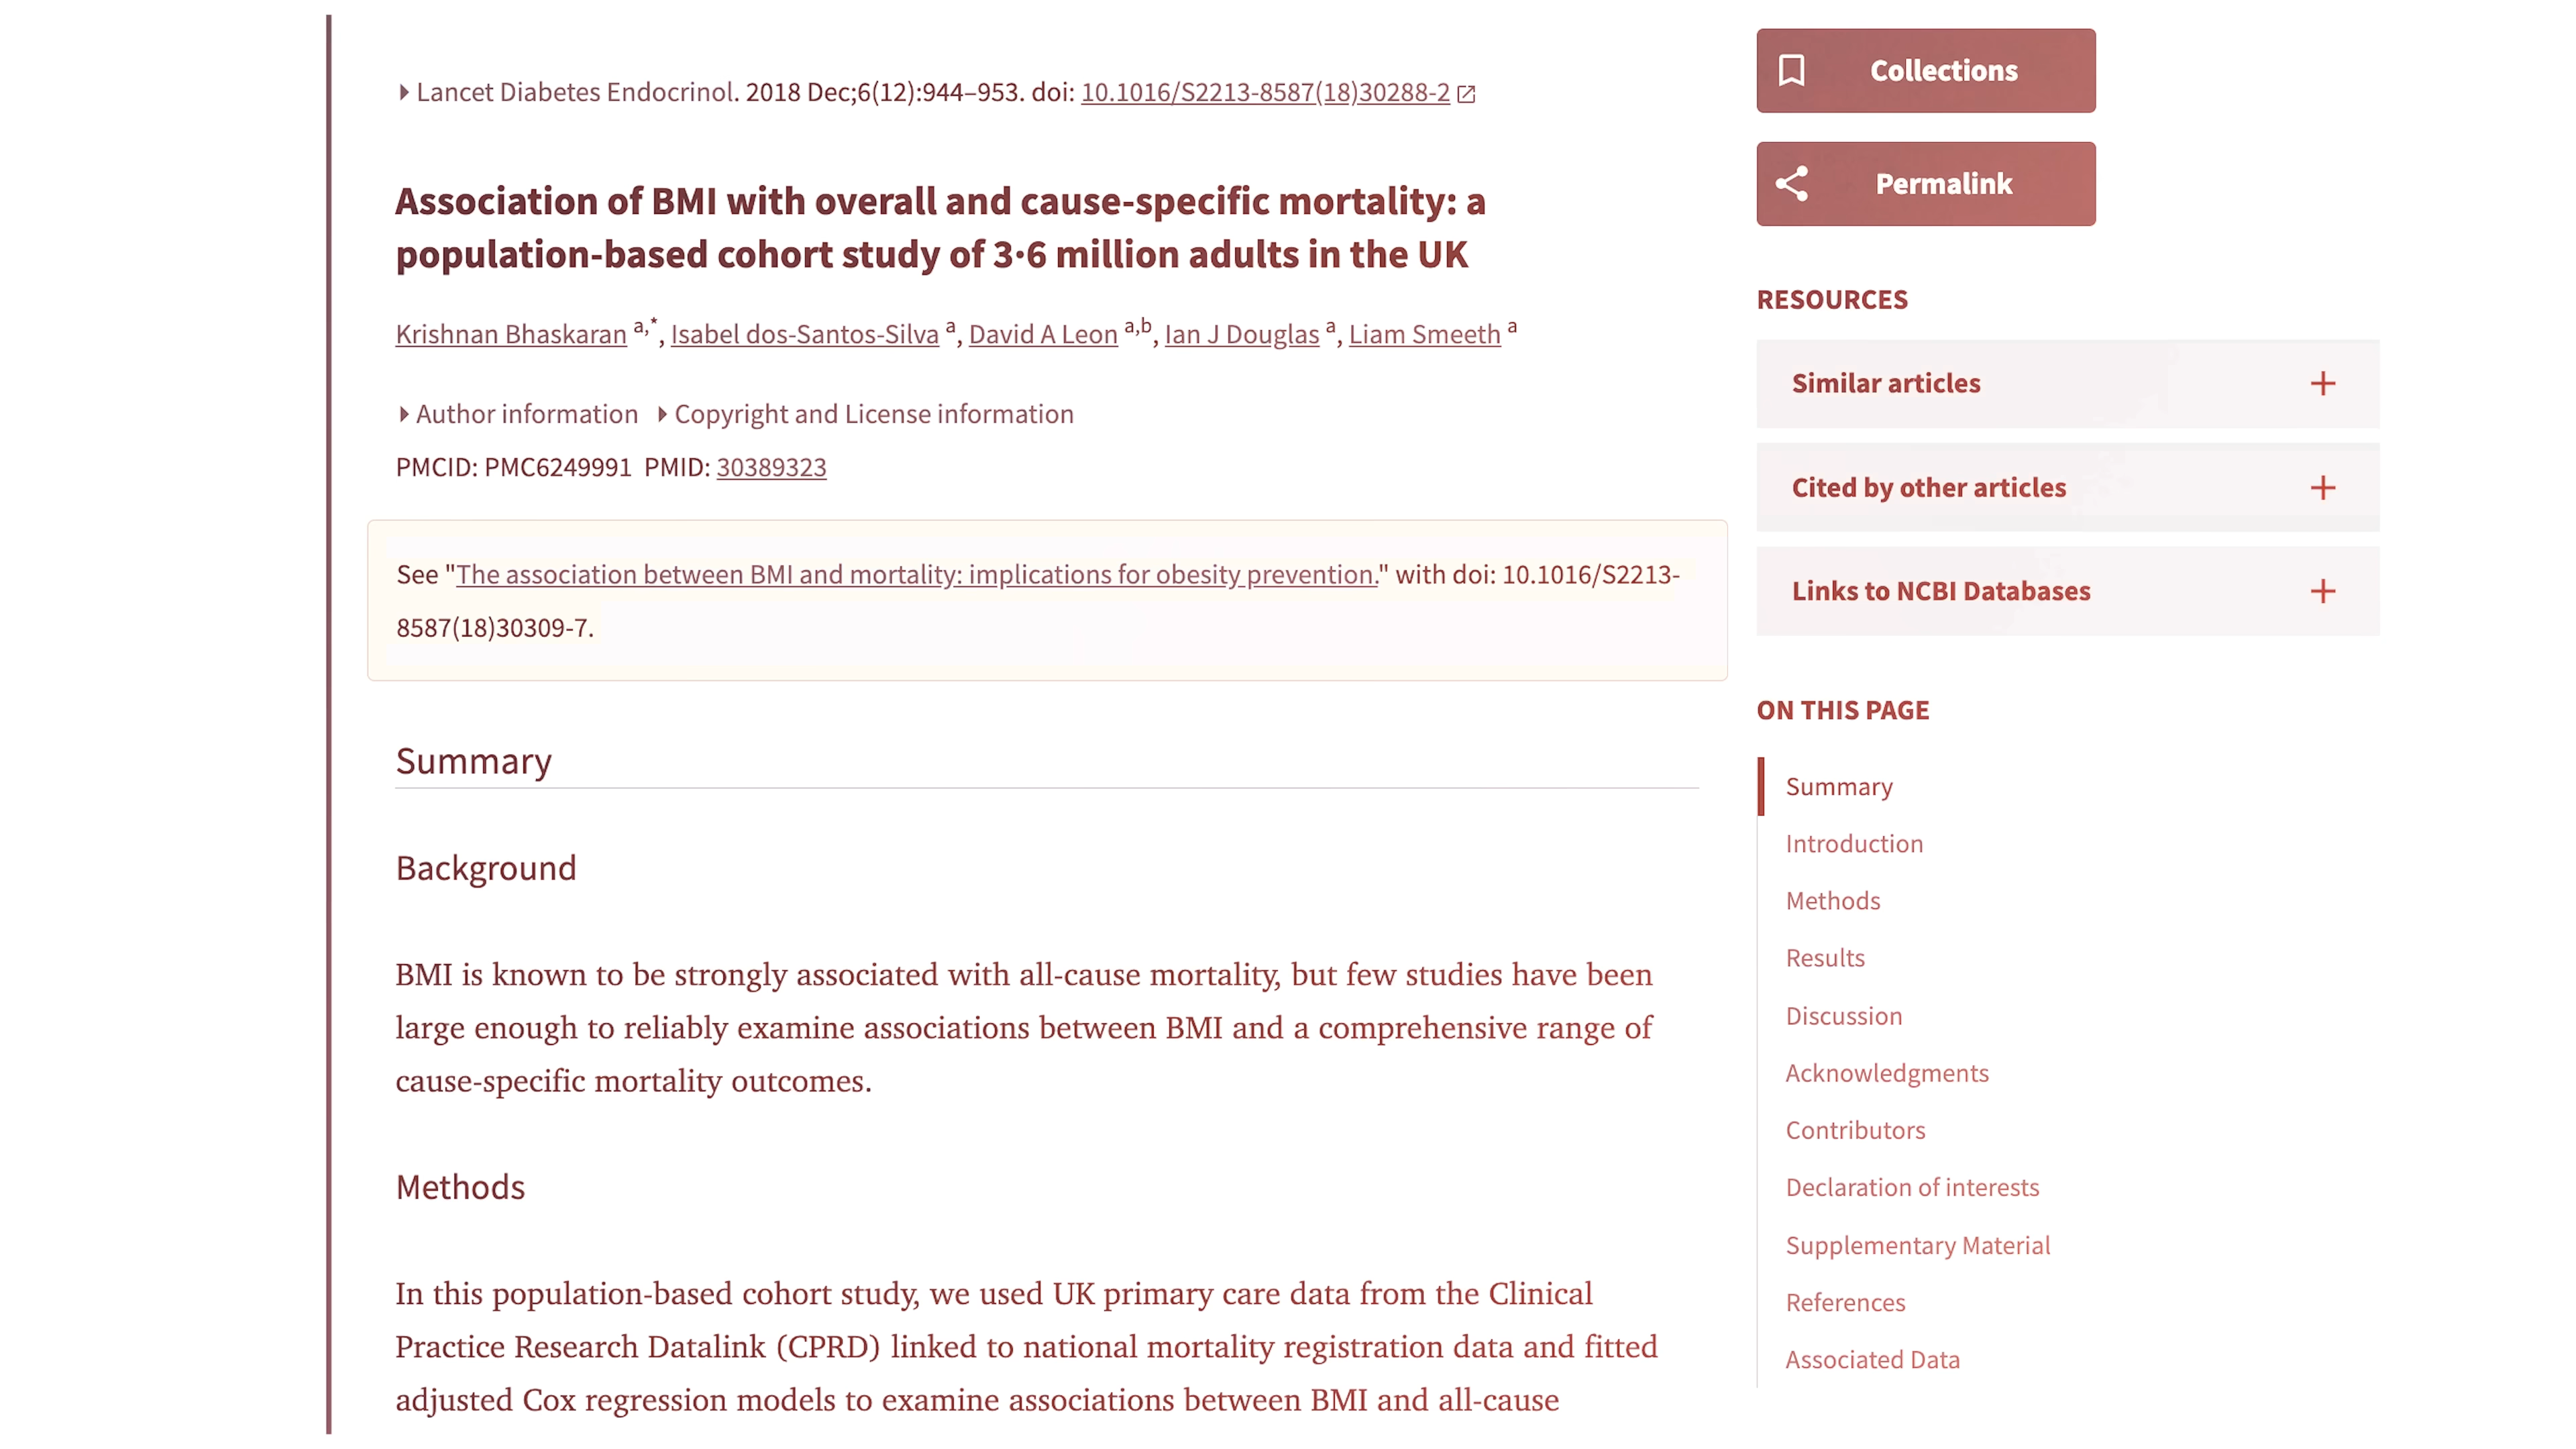 Lancet Diabetes Endocrinol. 2018 Dec;6(12):944–953. doi: 10.1016/S2213-8587(18)30288-2
Association of BMI with overall and cause-specific mortality: a
population-based cohort study of 3·6 million adults in the UK
Krishnan Bhaskaran a,*, Isabel dos-Santos-Silva a, David A Leon a,b, Ian J Douglas a, Liam Smeeth a
Author information Copyright and License information
PMCID: PMC6249991 PMID: 30389323
See "The association between BMI and mortality: implications for obesity prevention." with doi: 10.1016/S2213-
8587(18)30309-7.
Summary
Background
BMI is known to be strongly associated with all-cause mortality, but few studies have been
large enough to reliably examine associations between BMI and a comprehensive range of
cause-specific mortality outcomes.
Methods
In this population-based cohort study, we used UK primary care data from the Clinical
Practice Research Datalink (CPRD) linked to national mortality registration data and fitted
adjusted Cox regression models to examine associations between BMI and all-cause
Collections
Permalink
RESOURCES
Similar articles
Cited by other articles
Links to NCBI Databases
ON THIS PAGE
Summary
Introduction
Methods
Results
Discussion
Acknowledgments
Contributors
Declaration of interests
Supplementary Material
References
Associated Data